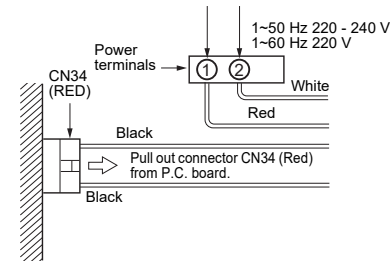 1~50 Hz 220 - 240 V
1~60 Hz 220 V
Power
terminals
1 2
CN34
(RED)
White
Red
Black
Pull out connector CN34 (Red)
from P.C. board.
Black